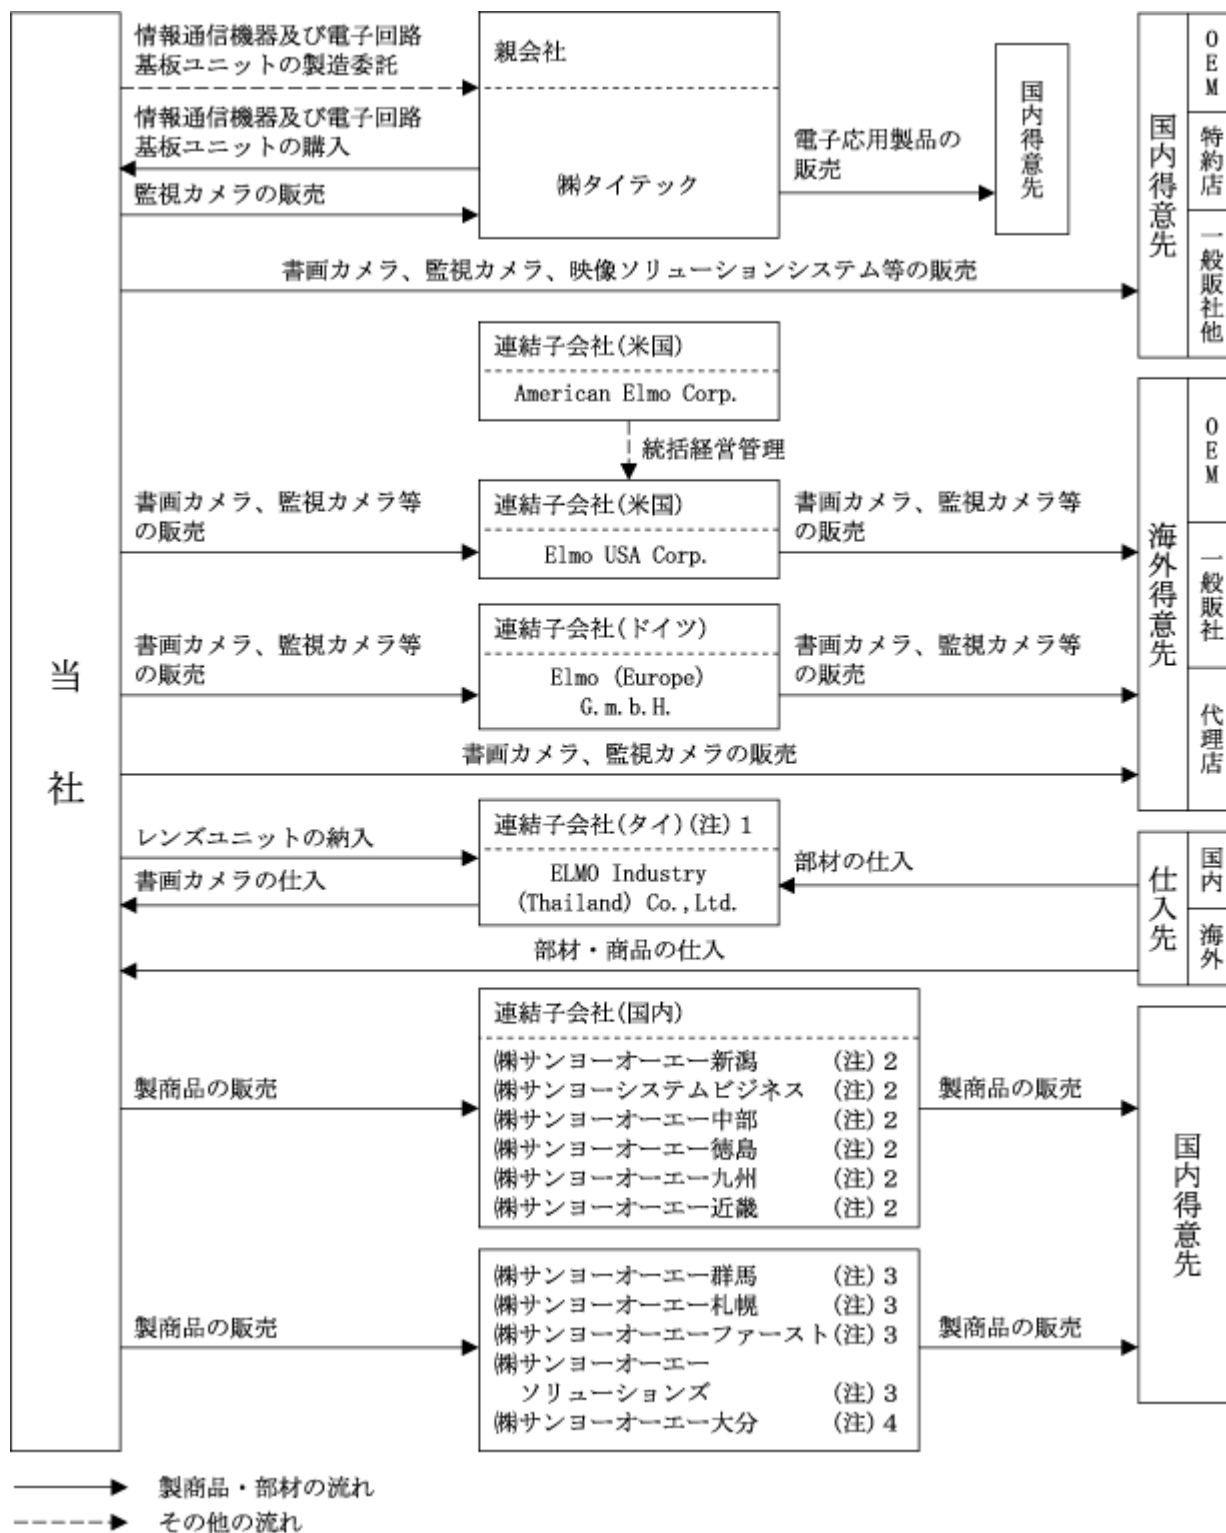 当社
情報通信機器及び電子回路
基板ユニットの製造委託
情報通信機器及び電子回路
基板ユニットの購入
監視カメラの販売
親会社
㈱タイテック
電子応用製品の
販売
国内得意先
書画カメラ、監視カメラ、映像ソリューションシステム等の販売
国内得意先
OEM
特約店
一般販社他
連結子会社(米国)
American Elmo Corp.
統括経営管理
書画カメラ、監視カメラ等
の販売
連結子会社(米国)
Elmo USA Corp.
書画カメラ、監視カメラ等
の販売
書画カメラ、監視カメラ等
の販売
連結子会社(ドイツ)
Elmo (Europe)
G.m.b.H.
書画カメラ、監視カメラ等
の販売
書画カメラ、監視カメラの販売
海外得意先
OEM
一般販社
代理店
レンズユニットの納入
書画カメラの仕入
連結子会社(タイ)(注)1
ELMO Industry
(Thailand) Co.,Ltd.
部材の仕入
部材・商品の仕入
仕入先
国内
海外
製商品の販売
連結子会社(国内)
㈱サンヨーオーエー新潟 (注)2
㈱サンヨーシステムビジネス (注)2
㈱サンヨーオーエー中部 (注)2
㈱サンヨーオーエー徳島 (注)2
㈱サンヨーオーエー九州 (注)2
㈱サンヨーオーエー近畿 (注)2
製商品の販売
製商品の販売
㈱サンヨーオーエー群馬 (注)3
㈱サンヨーオーエー札幌 (注)3
㈱サンヨーオーエーファースト(注)3
㈱サンヨーオーエー
ソリューションズ (注)3
㈱サンヨーオーエー大分 (注)4
製商品の販売
国内得意先
製商品・部材の流れ
その他の流れ